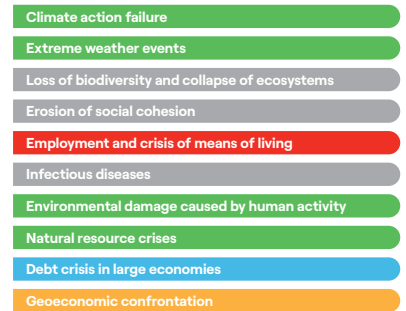 Climate action failure
Extreme weather events
Loss of biodiversity and collapse of ecosystems
Erosion of social cohesion
Employment and crisis of means of living
Infectious diseases
Environmental damage caused by human activity
Natural resource crises
Debt crisis in large economies
Geoeconomic confrontation